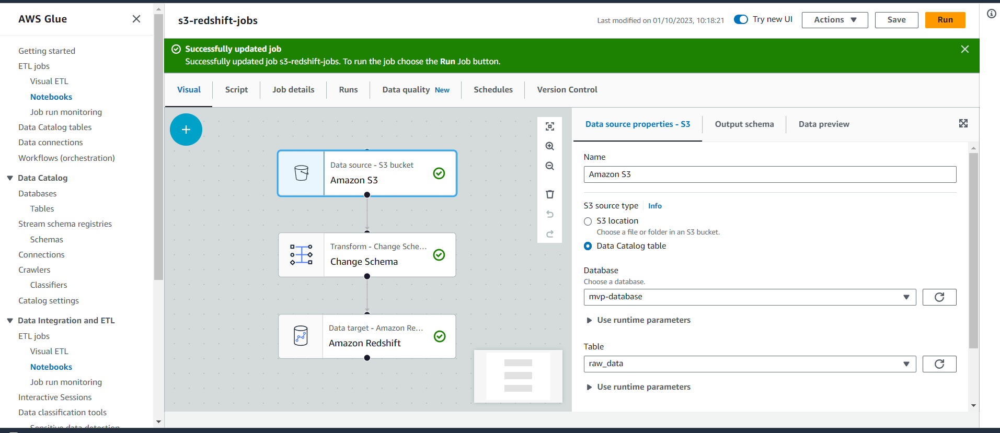 AWS Glue
Getting started
ETL jobs
Visual ETL
Notebooks
Job run monitoring
Data Catalog tables
Data connections
Workflows (orchestration)
Data Catalog
Databases
Tables
Stream schema registries
Schemas
Connections
Crawlers
Classifiers
Catalog settings
Data Integration and ETL
ETL jobs
Visual ETL
Notebooks
Job run monitoring
Interactive Sessions
Data classification tools
Sensitive data detection
s3-redshift-jobs
Last modified on 01/10/2023, 10:18:21
Try new UI
Actions
Save
Run
Successfully updated job
Successfully updated job s3-redshift-jobs. To run the job choose the Run Job button.
Visual
Script
Job details
Runs
Data quality New
Schedules
Version Control
Data source - S3 bucket
Amazon S3
Transform - Change Sche...
Change Schema
Data target - Amazon Re...
Amazon Redshift
Data source properties - S3
Output schema
Data preview
Name
Amazon S3
S3 source type Info
S3 location
Choose a file or folder in an S3 bucket.
Data Catalog table
Database
Choose a database.
mvp-database
Use runtime parameters
Table
raw_data
Use runtime parameters